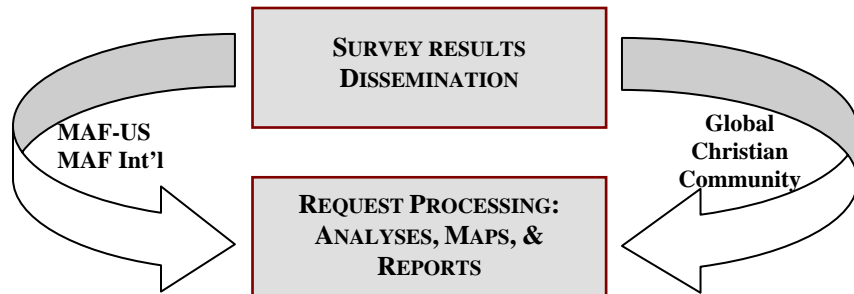 SURVEY RESULTS
DISSEMINATION
MAF-US
MAF Int'l
Global
Christian
Community
REQUEST PROCESSING:
ANALYSES, MAPS, &
REPORTS